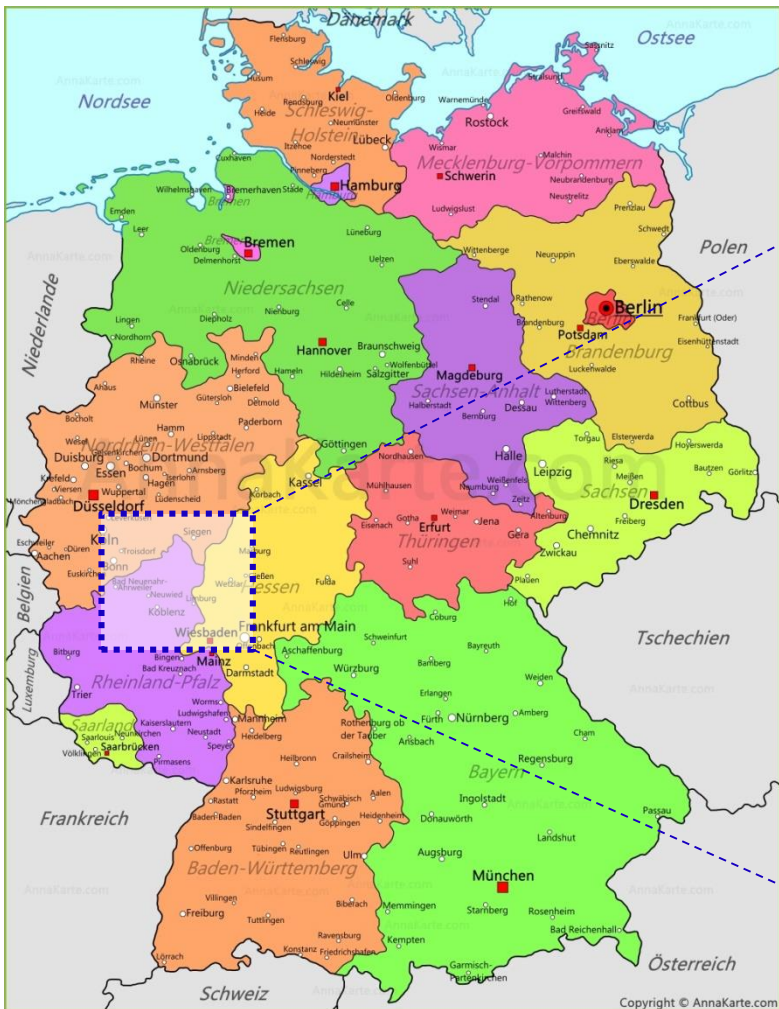 AnnaKarte.com
Dänemark
Ostsee
Nordsee
Flensburg
Schleswig
Husum
Rendsburg
Kiel
Oldenburg
Heide
Schleswig-
Holstein
Neumünster
Itzehoe
Lübeck
Norderstedt
Pinneberg
Hamburg
Hamburg
Sassnitz
Stralsund
Warnemünde
Rostock
Greifswald
Wismar
Anklam
Malchin
Mecklenburg-Vorpommern
Schwerin
Neubrandenburg
Ludwigslust
Neustrelitz
Cuxhaven
Wilhelmshaven
Bremerhaven
Bremen
Stade
Emden
Leer
Oldenburg
Bremen
Bremen
Delmenhorst
Lüneburg
Uelzen
Niedersachsen
Celle
Lingen
Diepholz
Nienburg
Nordhorn
Hannover
Braunschweig
Wolfenbüttel
Osnabrück
Hameln
Hildesheim
Salzgitter
Göttingen
Prenzlau
Schwedt
Polen
Wittenberge
Neuruppin
Eberswalde
Stendal
Rathenow
Berlin
Berlin
Brandenburg
Potsdam
Frankfurt (Oder)
Eisenhüttenstadt
Brandenburg
Luckenwalde
Cottbus
Magdeburg
Sachsen-Anhalt
Halberstadt
Dessau
Lutherstadt
Wittenberg
Bernburg
Halle
Weißenfels
Naumburg
Zeitz
Niederlande
Rheine
Minden
Herford
Ahaus
Bielefeld
Münster
Gütersloh
Detmold
Bocholt
Paderborn
Hamm
Wesel
Lünen
Lippstadt
Nordrhein-Westfalen
Gelsenkirchen
Duisburg
Dortmund
Essen
Bochum
Arnsberg
Krefeld
Hagen
Iserlohn
Viersen
Wuppertal
Lüdenscheid
Mönchengladbach
Düsseldorf
Leverkusen
Siegen
Köln
Eschweiler
Düren
Troisdorf
Aachen
Bonn
Euskirchen
Torgau
Elsterwerda
Hoyerswerda
Leipzig
Riesa
Meißen
Bautzen
Görlitz
Sachsen
Dresden
Freiberg
Chemnitz
Zwickau
Plauen
Nordhausen
Mühlhausen
Weimar
Gotha
Erfurt
Jena
Altenburg
Eisenach
Thüringen
Gera
Suhl
Kassel
Korbach
Marburg
Gießen
Wetzlar
Hessen
Fulda
Limburg
Wiesbaden
Frankfurt am Main
Offenbach
Darmstadt
Belgien
Luxemburg
Bad Neuenahr-
Ahrweiler
Neuwied
Koblenz
Bitburg
Bingen
Mainz
Bad Kreuznach
Trier
Rheinland-Pfalz
Worms
Ludwigshafen
Kaiserslautern
Neustadt
Speyer
Pirmasens
Saarland
Saarlouis
Neunkirchen
Völklingen
Saarbrücken
Tschechien
Hof
Coburg
Schweinfurt
Aschaffenburg
Bayreuth
Würzburg
Bamberg
Weiden
Erlangen
Fürth
Nürnberg
Amberg
Ansbach
Cham
Regensburg
Bayern
Ingolstadt
Passau
Donauwörth
Landshut
Augsburg
München
Memmingen
Starnberg
Rosenheim
Bad Reichenhall
Kempten
Garmisch-
Partenkirchen
Mannheim
Heidelberg
Rothenburg ob
der Tauber
Heilbronn
Crailsheim
Karlsruhe
Pforzheim
Ludwigsburg
Schwäbisch
Gmünd
Aalen
Rastatt
Baden-Baden
Stuttgart
Heidenheim
Sindelfingen
Göppingen
Offenburg
Tübingen
Reutlingen
Ulm
Baden-Württemberg
Villingen
Biberach
Freiburg
Tuttlingen
Ravensburg
Konstanz
Friedrichshafen
Lörrach
Frankreich
Schweiz
Österreich
Copyright © AnnaKarte.com